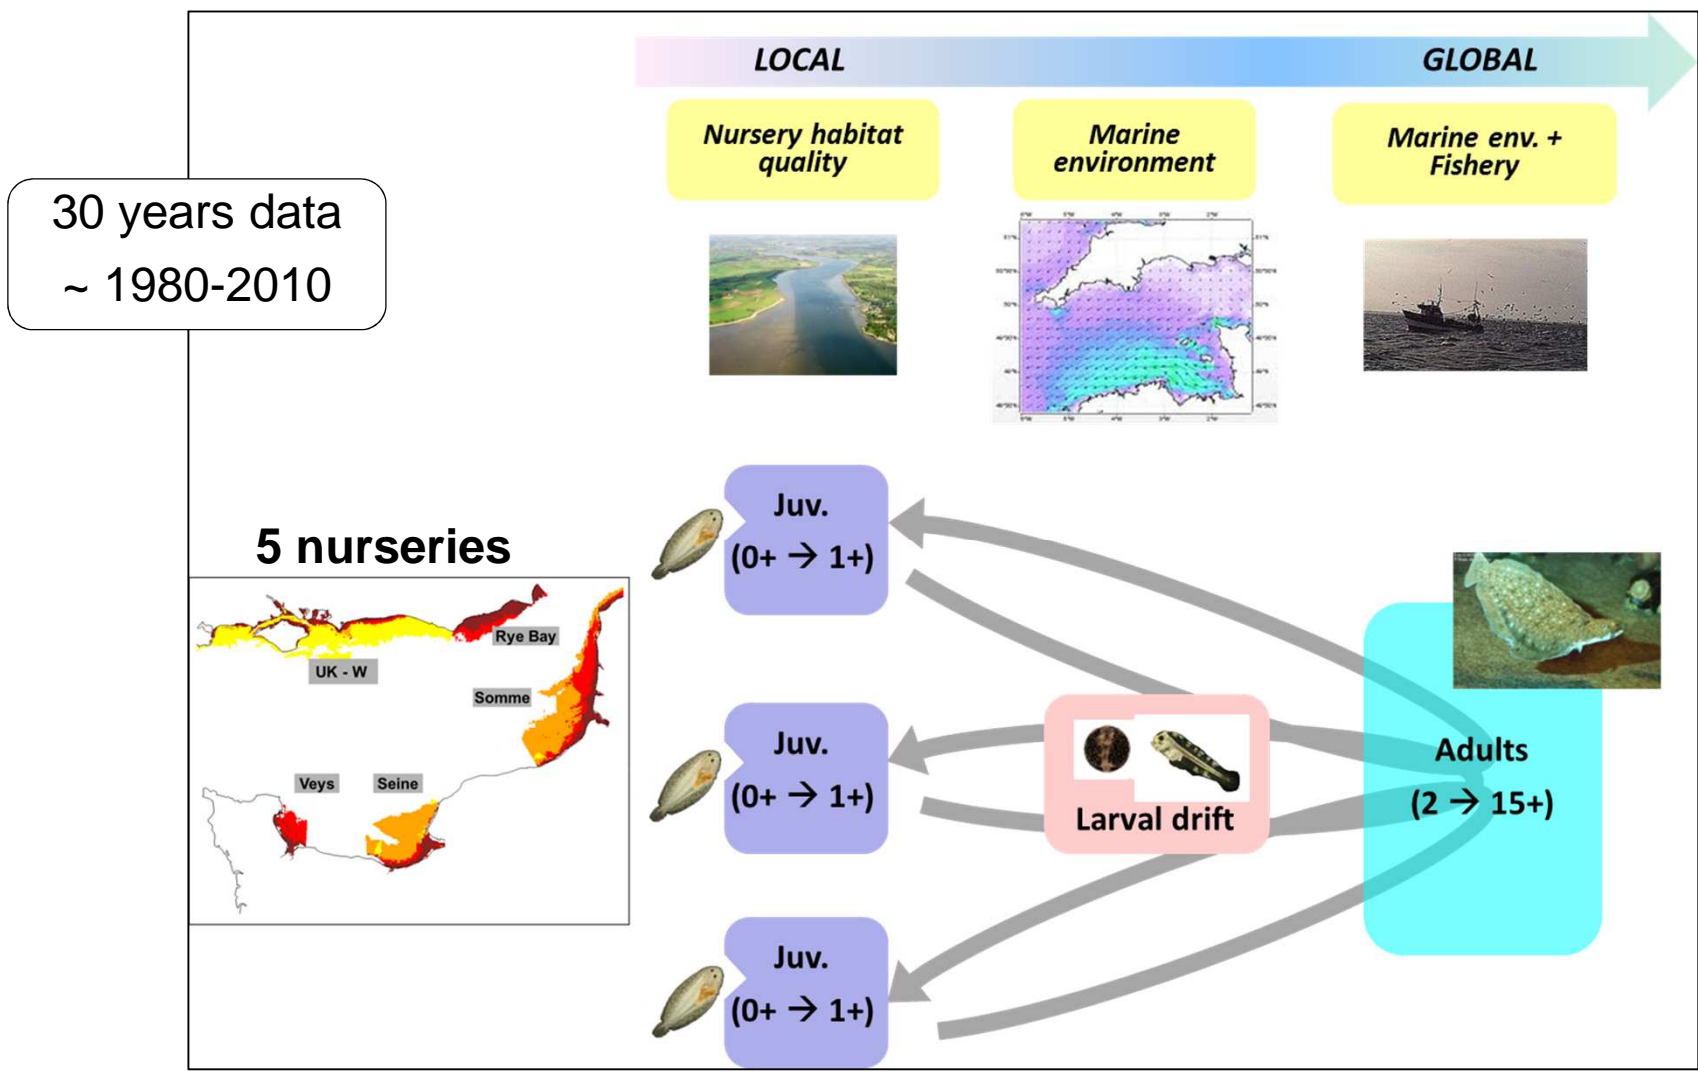 LOCAL
GLOBAL
Nursery habitat
quality
Marine
environment
Marine env. +
Fishery
30 years data
~ 1980-2010
5 nurseries
Rye Bay
UK - W
Somme
Veys
Seine
Juv.
(0+ → 1+)
Juv.
(0+ → 1+)
Juv.
(0+ → 1+)
Larval drift
Adults
(2 → 15+)